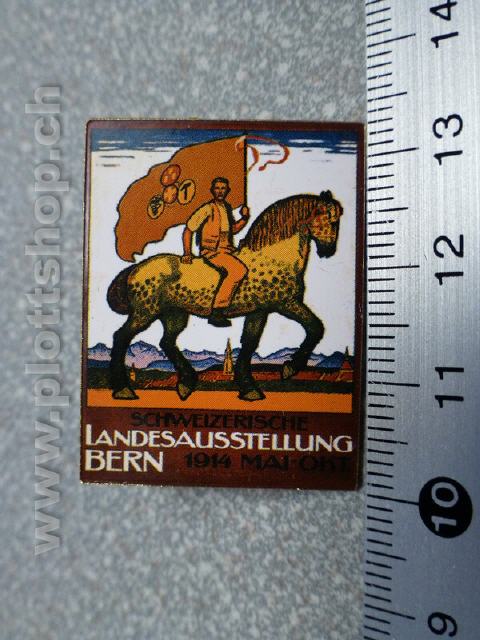 SCHWEIZERISCHE
LANDESAUSSTELLUNG
BERN 1914 MAI-OKT.
www.plottshop.ch
14
13
12
11
10
9